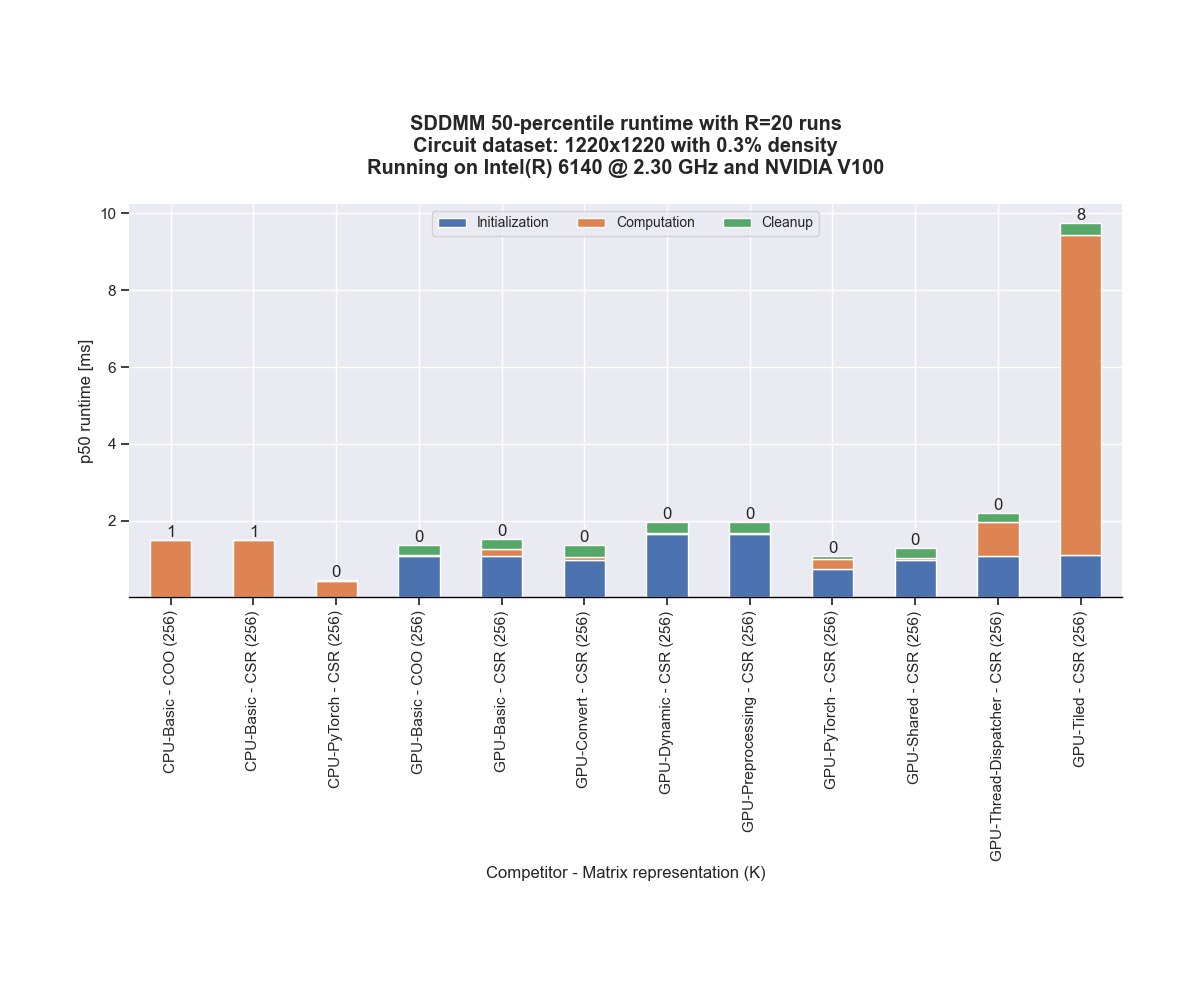 SDDMM 50-percentile runtime with R=20 runs
Circuit dataset: 1220x1220 with 0.3% density
Running on Intel(R) 6140 @ 2.30 GHz and NVIDIA V100
Initialization Computation Cleanup
10
8
6
4
2
p50 runtime [ms]
1 1 0 0 0 0 0 0 0 0 0 8
CPU-Basic - COO (256)
CPU-Basic - CSR (256)
CPU-PyTorch - CSR (256)
GPU-Basic - COO (256)
GPU-Basic - CSR (256)
GPU-Convert - CSR (256)
GPU-Dynamic - CSR (256)
GPU-Preprocessing - CSR (256)
GPU-PyTorch - CSR (256)
GPU-Shared - CSR (256)
GPU-Thread-Dispatcher - CSR (256)
GPU-Tiled - CSR (256)
Competitor - Matrix representation (K)